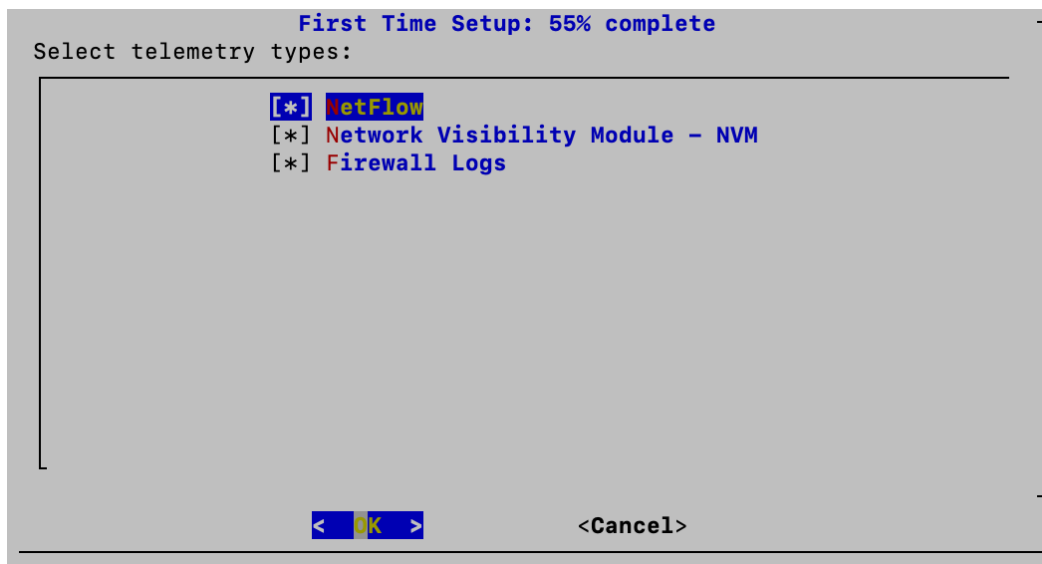 First Time Setup: 55% complete
Select telemetry types:
[*] NetFlow
[*] Network Visibility Module – NVM
[*] Firewall Logs
< OK > <Cancel>